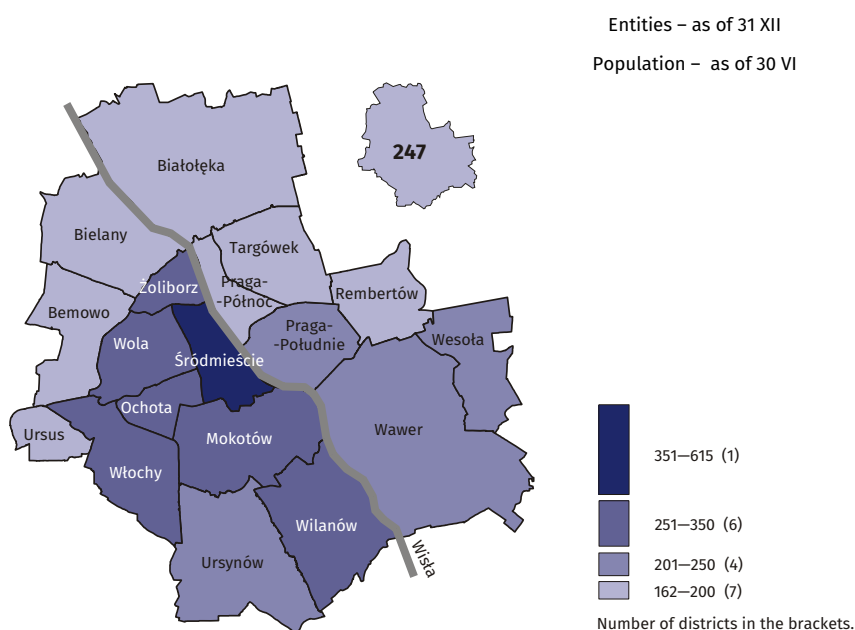 Entities – as of 31 XII
Population – as of 30 VI
247
Białołęka
Bielany
Targówek
Żoliborz
Praga-
-Północ
Rembertów
Bemowo
Praga-
-Południe
Wesoła
Wola
Śródmieście
Ochota
Ursus
Mokotów
Wawer
Włochy
Wilanów
Ursynów
Wisła
351—615 (1)
251—350 (6)
201—250 (4)
162—200 (7)
Number of districts in the brackets.